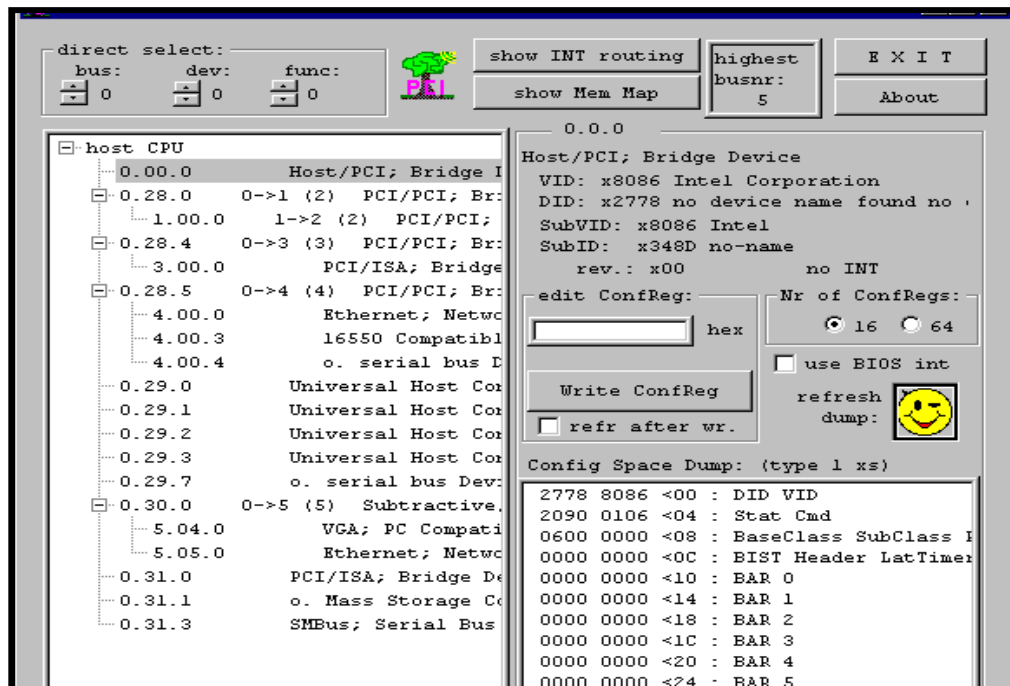 direct select:
bus: dev: func:
0 0 0
PCI
show INT routing
show Mem Map
highest
busnr:
5
E X I T
About
host CPU
0.00.0 Host/PCI; Bridge
0.28.0 0->1 (2) PCI/PCI;
1.00.0 1->2 (2) PCI/PCI;
0.28.4 0->3 (3) PCI/PCI;
3.00.0 PCI/ISA; Bridge
0.28.5 0->4 (4) PCI/PCI;
4.00.0 Ethernet; Netwo
4.00.3 16550 Compatibl
4.00.4 o. serial bus
0.29.0 Universal Host
0.29.1 Universal Host
0.29.2 Universal Host
0.29.3 Universal Host
0.29.7 o. serial bus
0.30.0 0->5 (5) Subtractive
5.04.0 VGA; PC Compati
5.05.0 Ethernet; Netwo
0.31.0 PCI/ISA; Bridge
0.31.1 o. Mass Storage
0.31.3 SMBus; Serial Bus
0.0.0
Host/PCI; Bridge Device
VID: x8086 Intel Corporation
DID: x2778 no device name found no
SubVID: x8086 Intel
SubID: x348D no-name
rev.: x00 no INT
edit ConfReg:
hex
Write ConfReg
refr after wr.
Nr of ConfRegs:
16 64
use BIOS int
refresh
dump:
Config Space Dump: (type 1 xs)
2778 8086 <00 : DID VID
2090 0106 <04 : Stat Cmd
0600 0000 <08 : BaseClass SubClass
0000 0000 <0C : BIST Header LatTimer
0000 0000 <10 : BAR 0
0000 0000 <14 : BAR 1
0000 0000 <18 : BAR 2
0000 0000 <1C : BAR 3
0000 0000 <20 : BAR 4
0000 0000 <24 : BAR 5